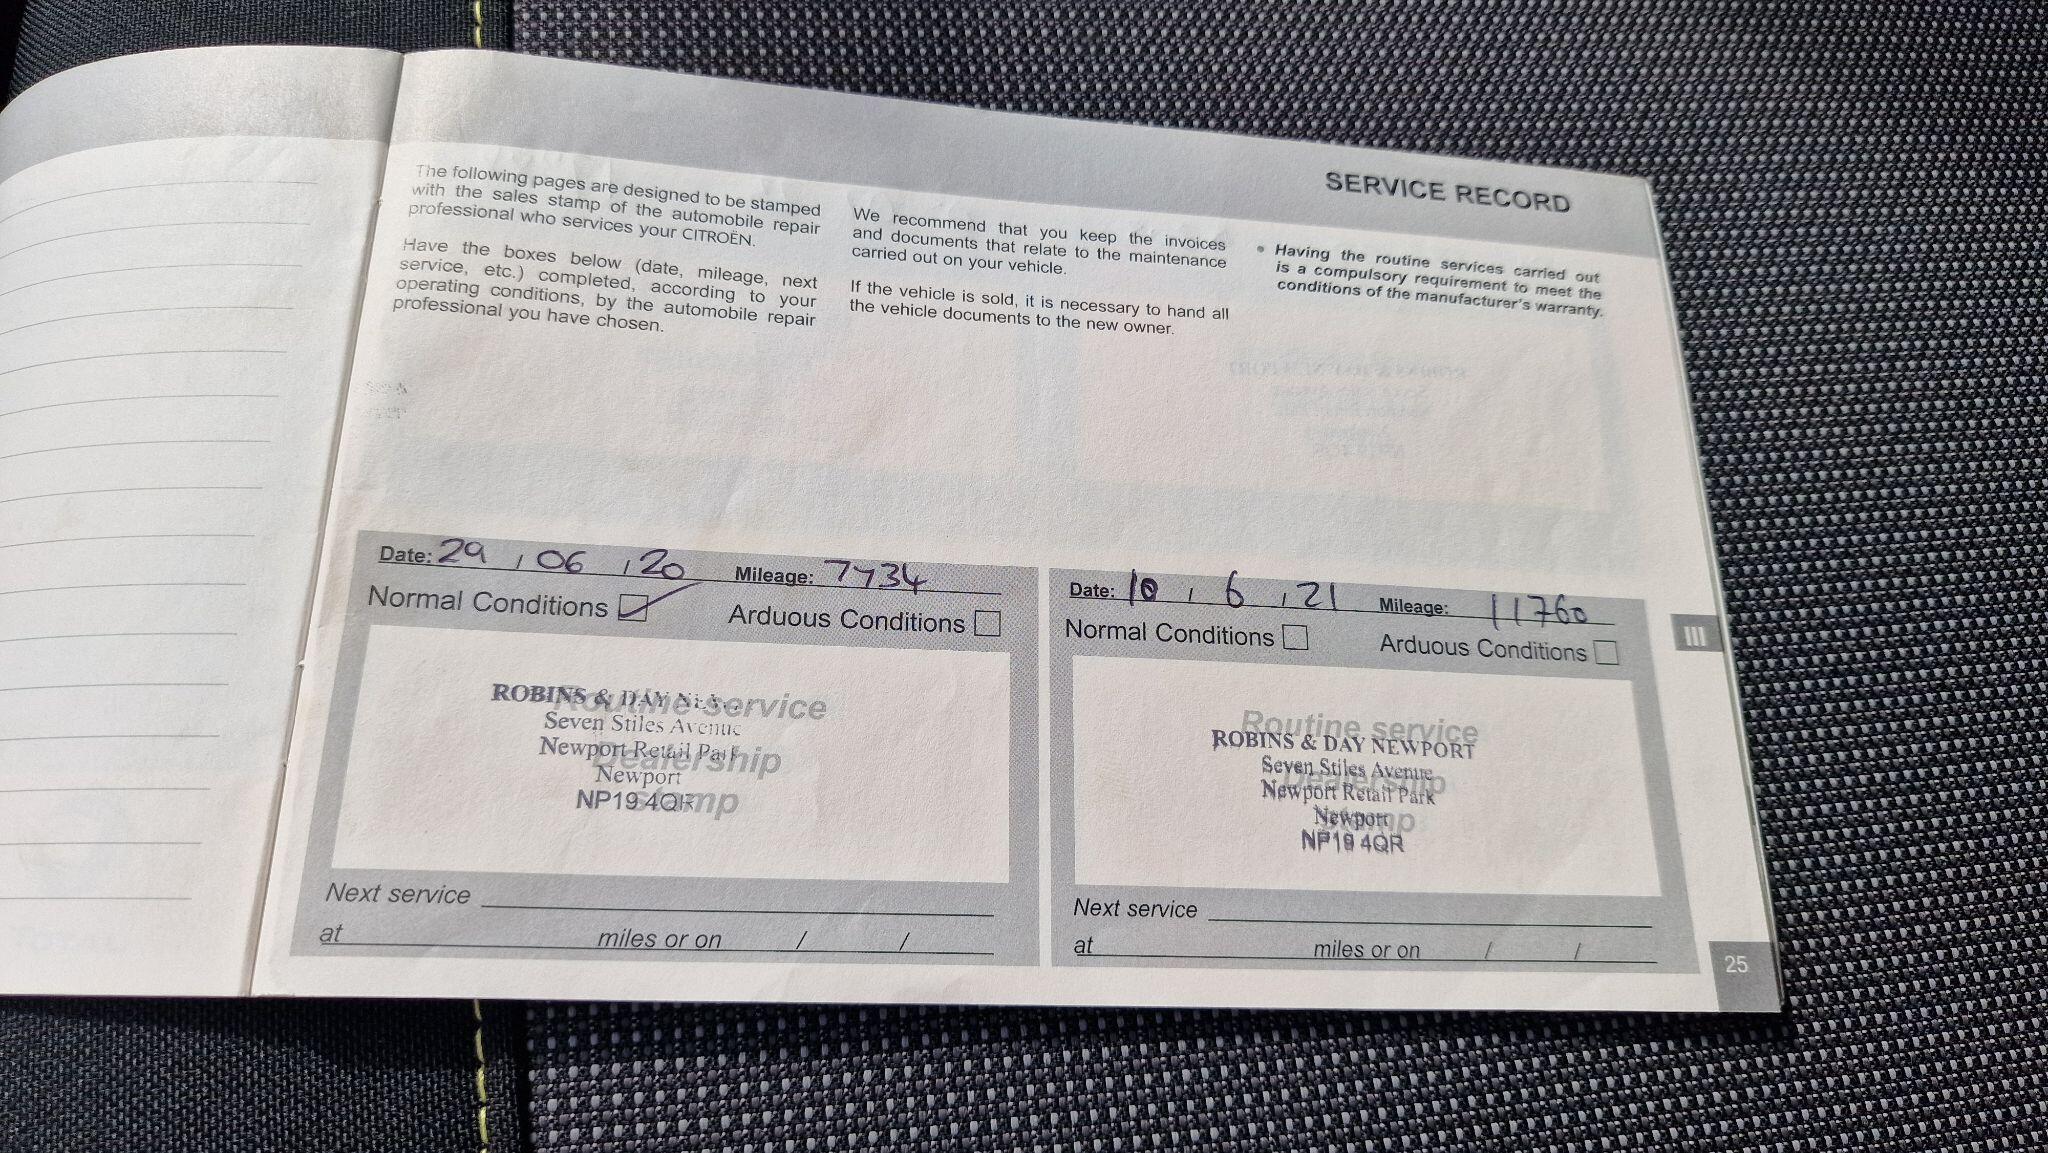 SERVICE RECORD
The following pages are designed to be stamped
with the sales stamp of the automobile repair
professional who services your CITROËN.
Have the boxes below (date, mileage, next
service, etc.) completed, according to your
operating conditions, by the automobile repair
professional you have chosen.
We recommend that you keep the invoices
and documents that relate to the maintenance
carried out on your vehicle.
If the vehicle is sold, it is necessary to hand all
the vehicle documents to the new owner.
• Having the routine services carried out
is a compulsory requirement to meet the
conditions of the manufacturer's warranty.
Date: 29 / 06 / 20 Mileage: 7434
Normal Conditions Arduous Conditions
Routine service
Dealership
stamp
ROBINS & DAY
Seven Stiles Avenue
Newport Retail Park
Newport
NP19 4QR
Next service
at miles or on / /
Date: 10 / 6 / 21 Mileage: 11760
Normal Conditions Arduous Conditions
Routine service
Dealership
stamp
ROBINS & DAY NEWPORT
Seven Stiles Avenue
Newport Retail Park
Newport
NP19 4QR
Next service
at miles or on / /
III
25